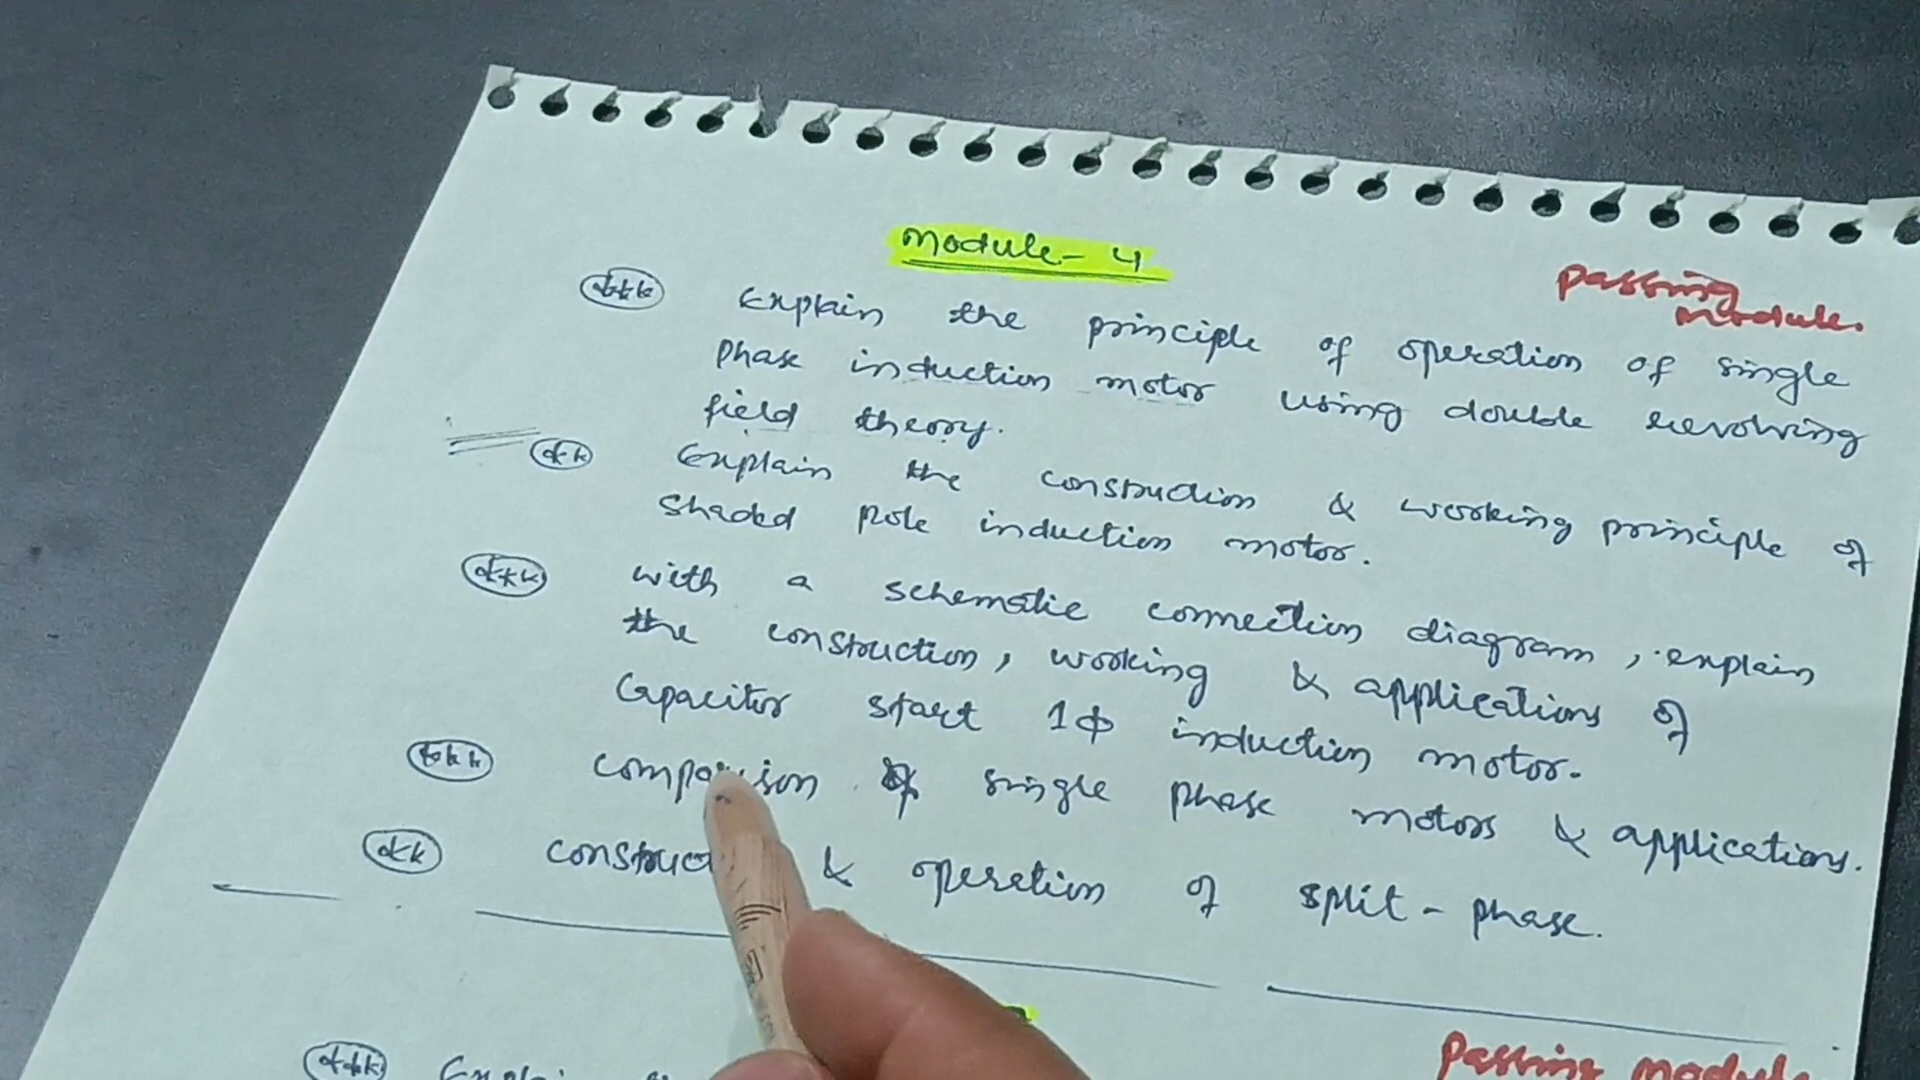 Module - 4
passing
module.
*** Explain the principle of operation of single
phase induction motor using double revolving
field theory.
** Explain the construction & working principle of
shaded Pole induction motor.
*** with a schematic connection diagram, explain
the construction, working & applications of
Capacitor start 1ϕ induction motor.
*** of single phase motors & applications.
** & operation of split - phase.
*** 
Passing module